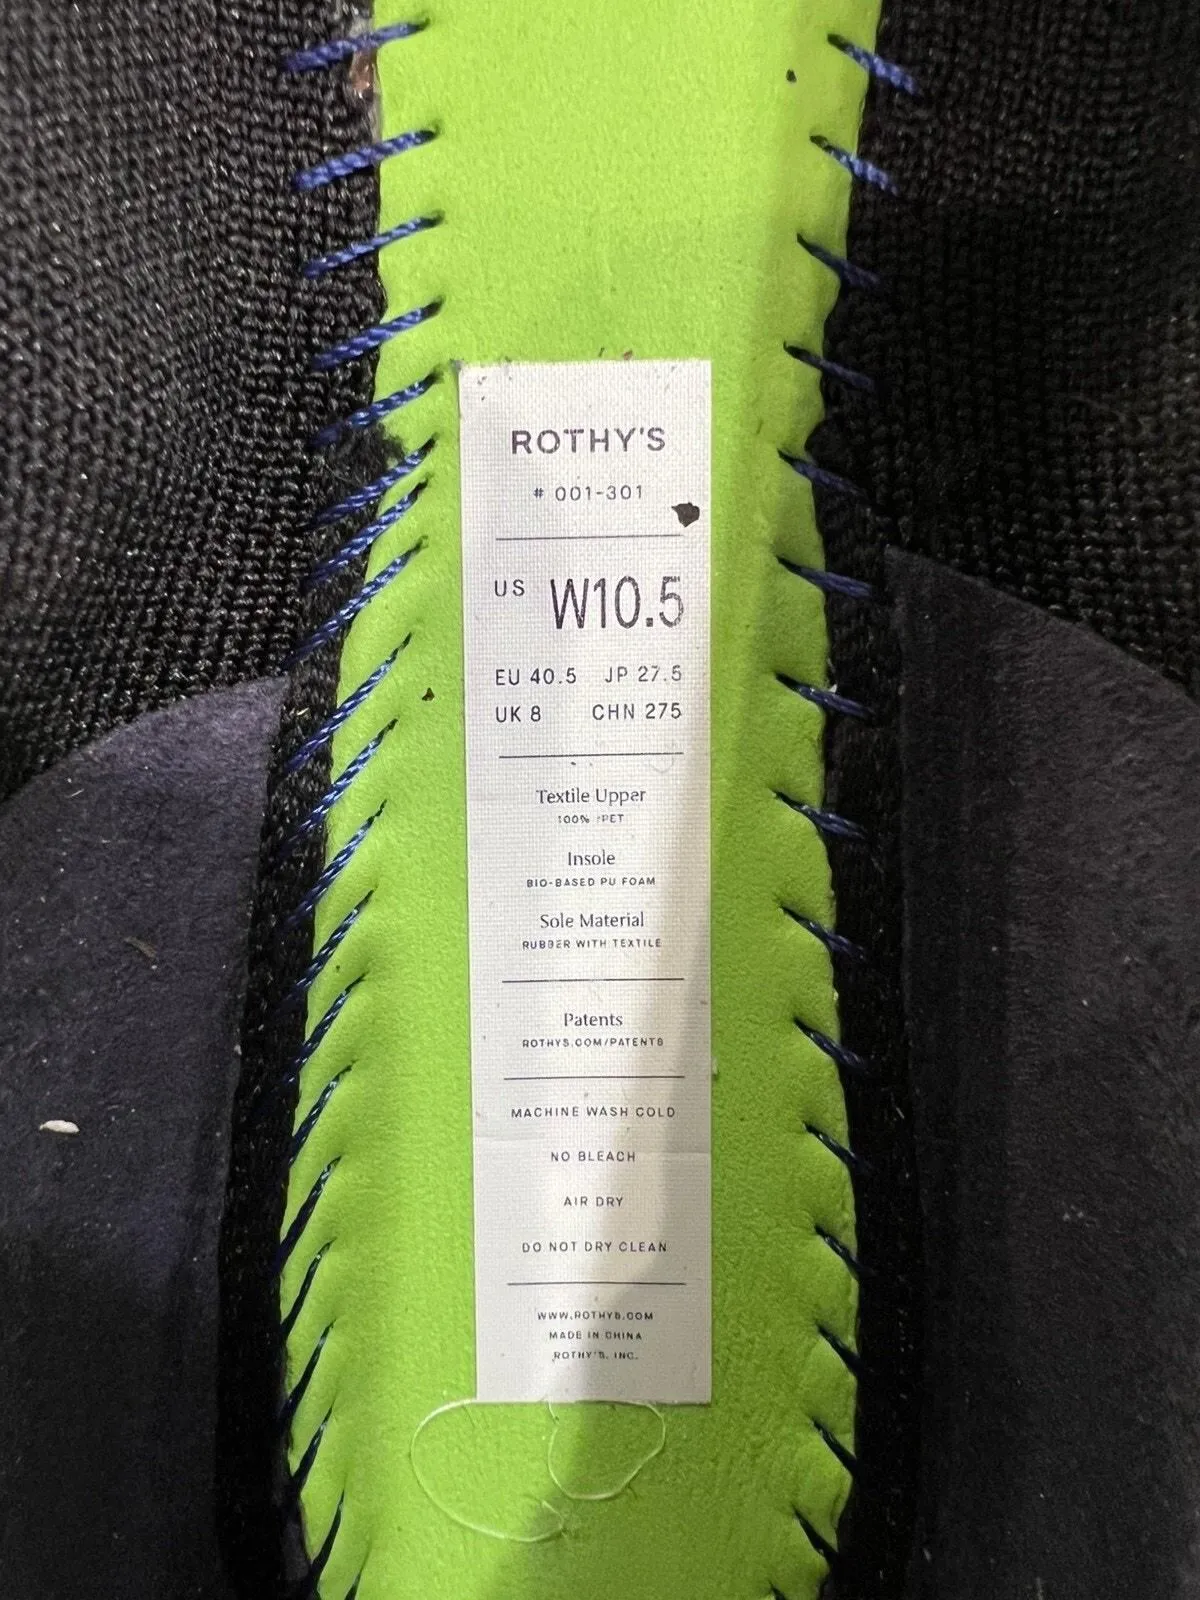 ROTHY'S
# 001-301
US W10.5
EU 40.5 JP 27.5
UK 8 CHN 275
Textile Upper
100% PET
Insole
BIO-BASED PU FOAM
Sole Material
RUBBER WITH TEXTILE
Patents
ROTHYS.COM/PATENTS
MACHINE WASH COLD
NO BLEACH
AIR DRY
DO NOT DRY CLEAN
WWW.ROTHYS.COM
MADE IN CHINA
ROTHY'S, INC.